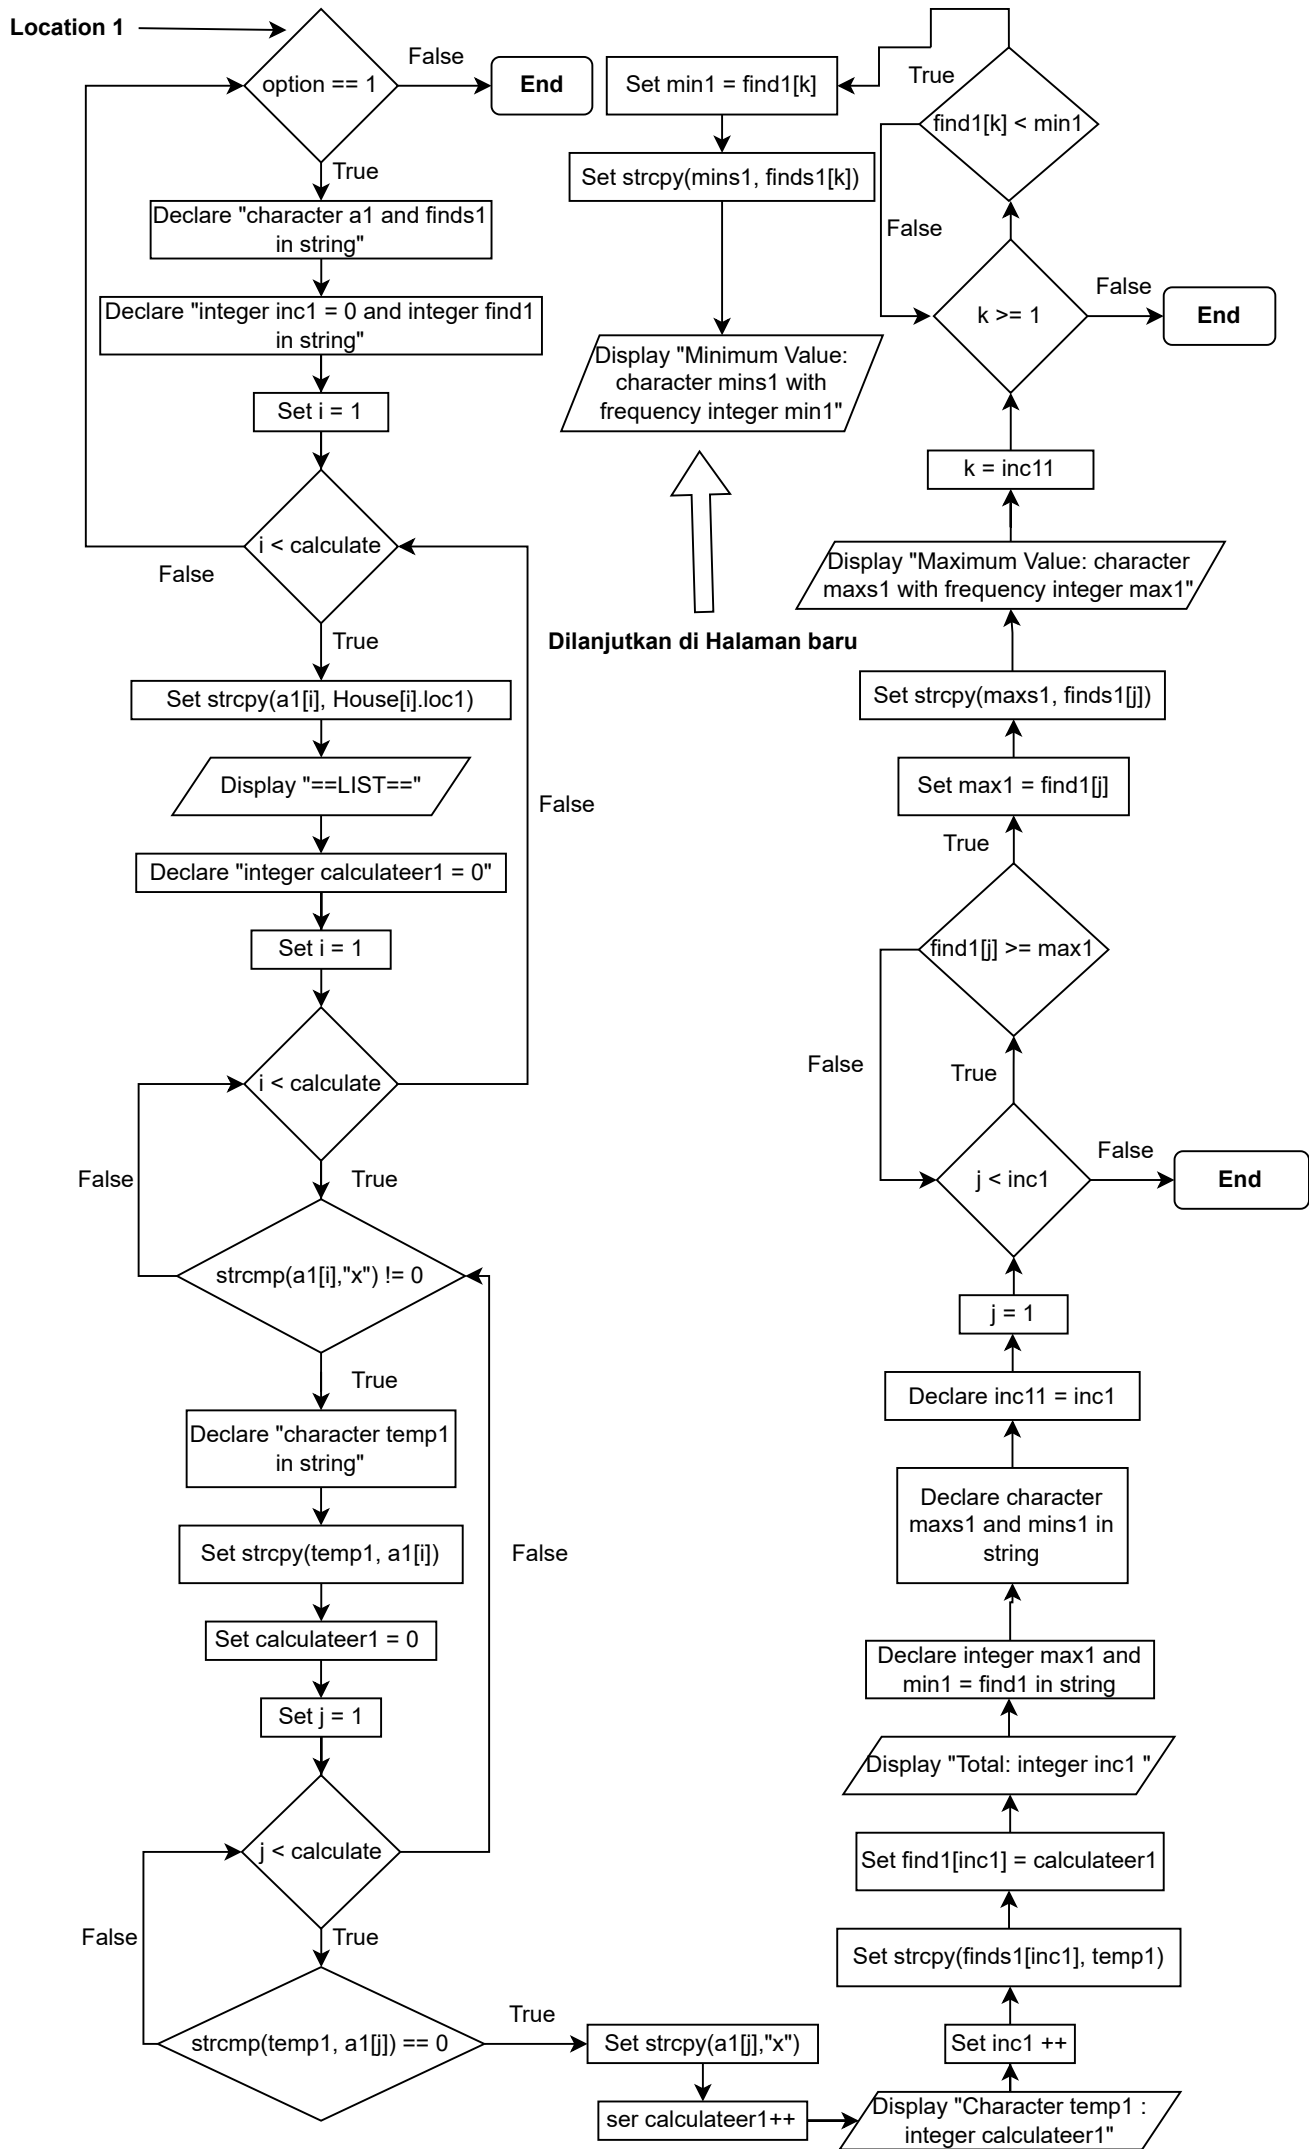 Location 1
option == 1
False
End
True
Declare "character a1 and finds1
in string"
Declare "integer inc1 = 0 and integer find1
in string"
Set i = 1
i < calculate
False
True
Set strcpy(a1[i], House[i].loc1)
Display "==LIST=="
False
Declare "integer calculateer1 = 0"
Set i = 1
i < calculate
False
True
strcmp(a1[i],"x") != 0
True
Declare "character temp1
in string"
Set strcpy(temp1, a1[i])
False
Set calculateer1 = 0
Set j = 1
j < calculate
False
True
strcmp(temp1, a1[j]) == 0
True
Set strcpy(a1[j],"x")
ser calculateer1++
Display "Character temp1 :
integer calculateer1"
Set inc1 ++
Set strcpy(finds1[inc1], temp1)
Set find1[inc1] = calculateer1
Display "Total: integer inc1 "
Declare integer max1 and
min1 = find1 in string
Declare character
maxs1 and mins1 in
string
Declare inc11 = inc1
j = 1
j < inc1
False
End
True
False
find1[j] >= max1
True
Set max1 = find1[j]
Set strcpy(maxs1, finds1[j])
Display "Maximum Value: character
maxs1 with frequency integer max1"
k = inc11
k >= 1
False
End
False
find1[k] < min1
True
Set min1 = find1[k]
Set strcpy(mins1, finds1[k])
Display "Minimum Value:
character mins1 with
frequency integer min1"
Dilanjutkan di Halaman baru